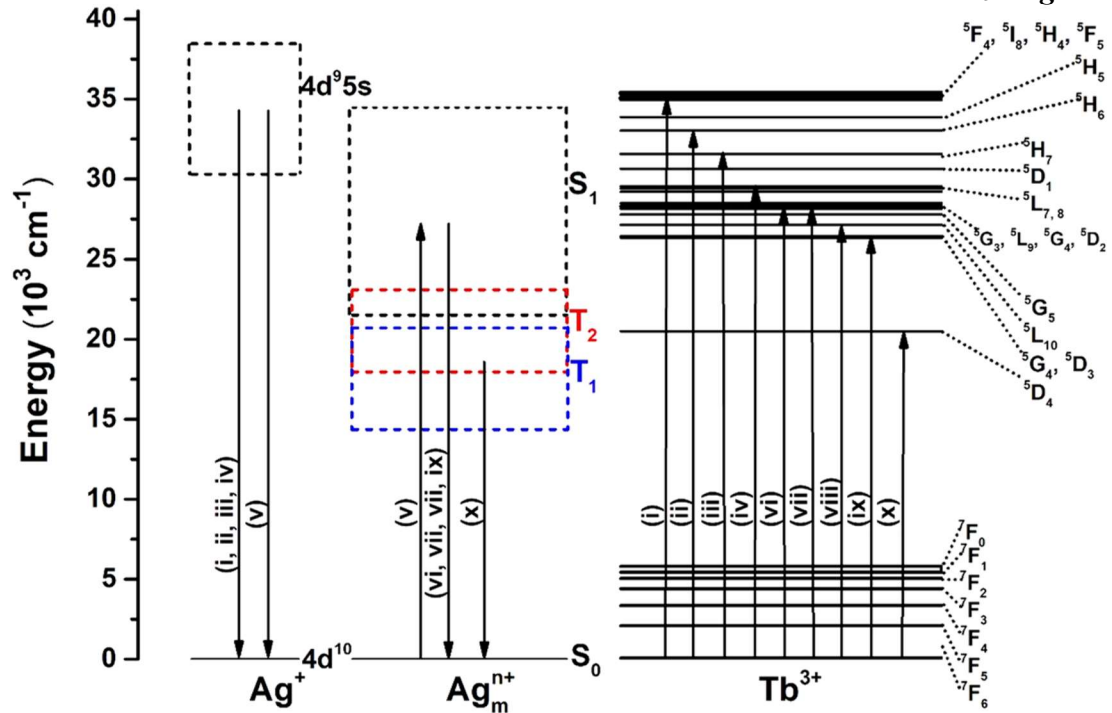 40
35
30
25
20
15
10
5
0
Energy (10³ cm⁻¹)
4d⁹5s
(i, ii, iii, iv)
(v)
4d¹⁰
Ag⁺
S₁
T₂
T₁
(v)
(vi, vii, ix)
(x)
S₀
Agₘⁿ⁺
(i)
(ii)
(iii)
(iv)
(vi)
(vii)
(viii)
(ix)
(x)
Tb³⁺
⁵F₄, ⁵I₈, ⁵H₄, ⁵F₅
⁵H₅
⁵H₆
⁵H₇
⁵D₁
⁵L₇,₈
⁵G₃, ⁵L₉, ⁵G₄, ⁵D₂
⁵G₅
⁵L₁₀
⁵G₄, ⁵D₃
⁵D₄
⁷F₀
⁷F₁
⁷F₂
⁷F₃
⁷F₄
⁷F₅
⁷F₆